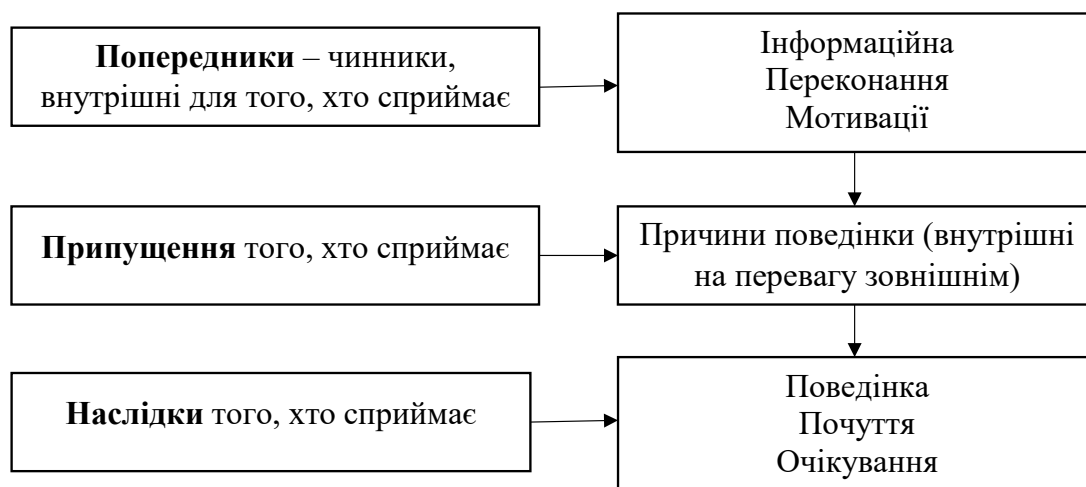 Попередники – чинники,
внутрішні для того, хто сприймає
Інформаційна
Переконання
Мотивації
Припущення того, хто сприймає
Причини поведінки (внутрішні
на перевагу зовнішнім)
Наслідки того, хто сприймає
Поведінка
Почуття
Очікування